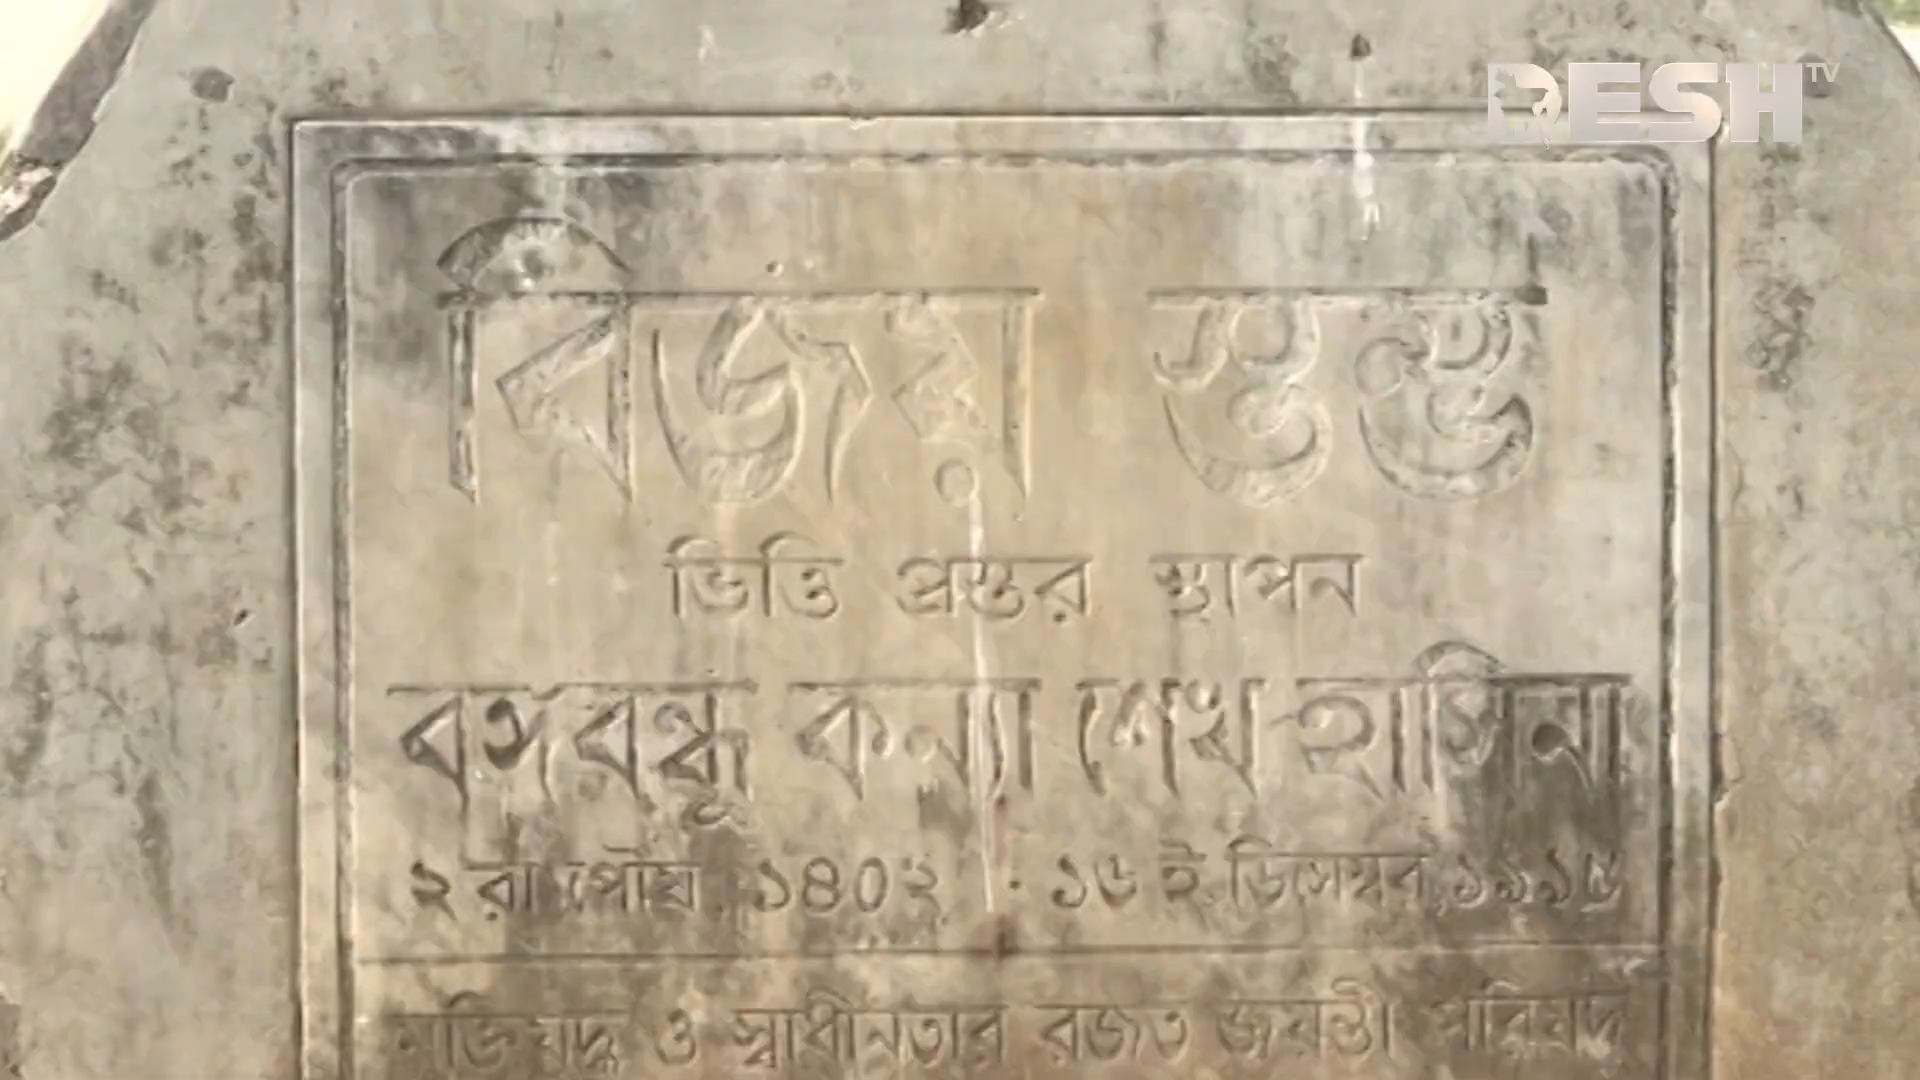 DESH TV
বিজয় স্তম্ভ
ভিত্তি প্রস্তর স্থাপন
বঙ্গবন্ধু কন্যা শেখ হাসিনা
২ রা পৌষ, ১৪০২ · ১৬ ই ডিসেম্বর, ১৯৯৫
মুক্তিযুদ্ধ ও স্বাধীনতার রজত জয়ন্তী পরিষদ